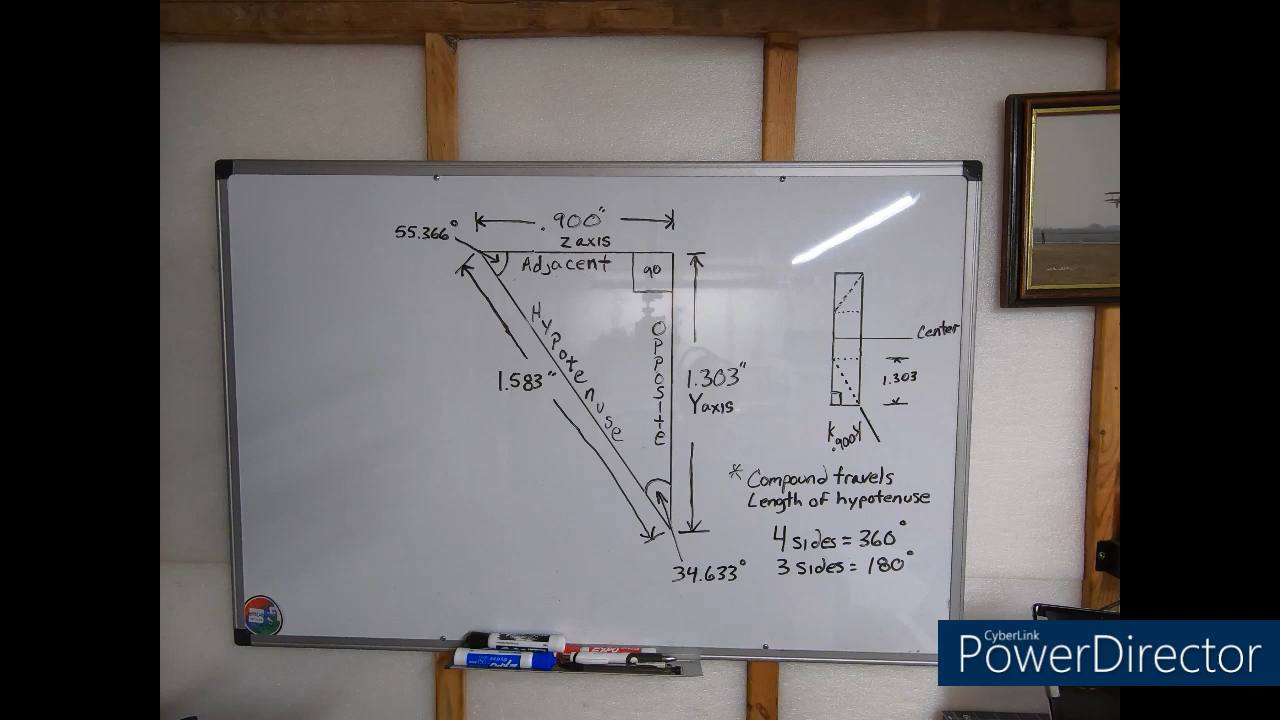 .900"
55.366°
Z axis
Adjacent
90
Hypotenuse
Opposite
1.583"
1.303"
Y axis
34.633°
Center
1.303
.900
* Compound travels
Length of hypotenuse
4 sides = 360°
3 sides = 180°
EXPO
CyberLink
PowerDirector